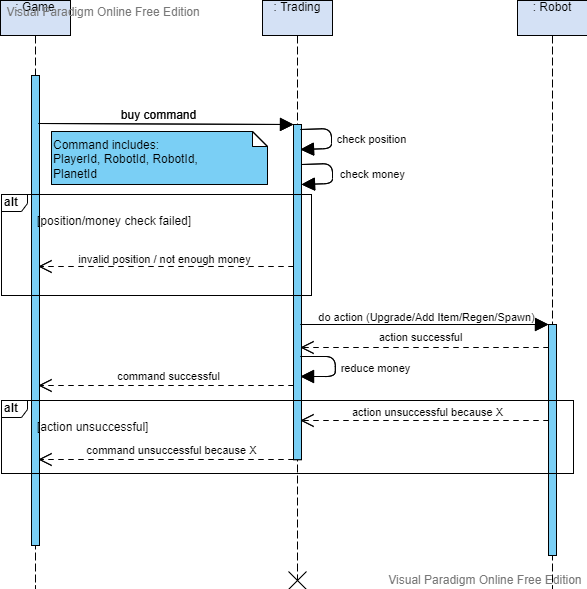 : Game
: Trading
: Robot
Visual Paradigm Online Free Edition
buy command
Command includes:
PlayerId, RobotId, RobotId,
PlanetId
check position
check money
alt
[position/money check failed]
invalid position / not enough money
do action (Upgrade/Add Item/Regen/Spawn)
action successful
reduce money
command successful
alt
action unsuccessful because X
[action unsuccessful]
command unsuccessful because X
Visual Paradigm Online Free Edition